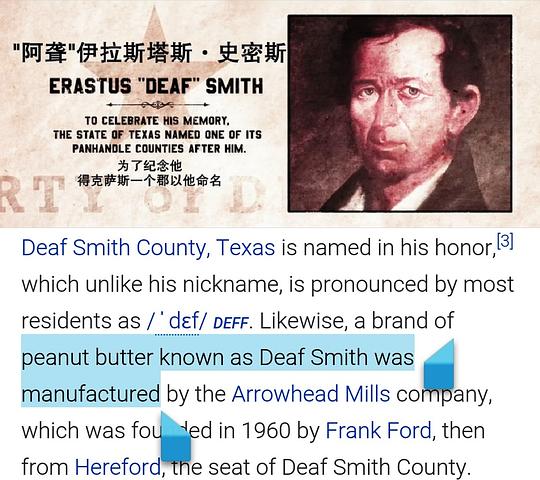 "阿聋"伊拉斯塔斯·史密斯
ERASTUS "DEAF" SMITH
TO CELEBRATE HIS MEMORY,
THE STATE OF TEXAS NAMED ONE OF ITS
PANHANDLE COUNTIES AFTER HIM.
为了纪念他
得克萨斯一个郡以他命名
RTY or D
Deaf Smith County, Texas is named in his honor,[3]
which unlike his nickname, is pronounced by most
residents as /ˈdɛf/ DEFF. Likewise, a brand of
peanut butter known as Deaf Smith was
manufactured by the Arrowhead Mills company,
which was founded in 1960 by Frank Ford, then
from Hereford, the seat of Deaf Smith County.